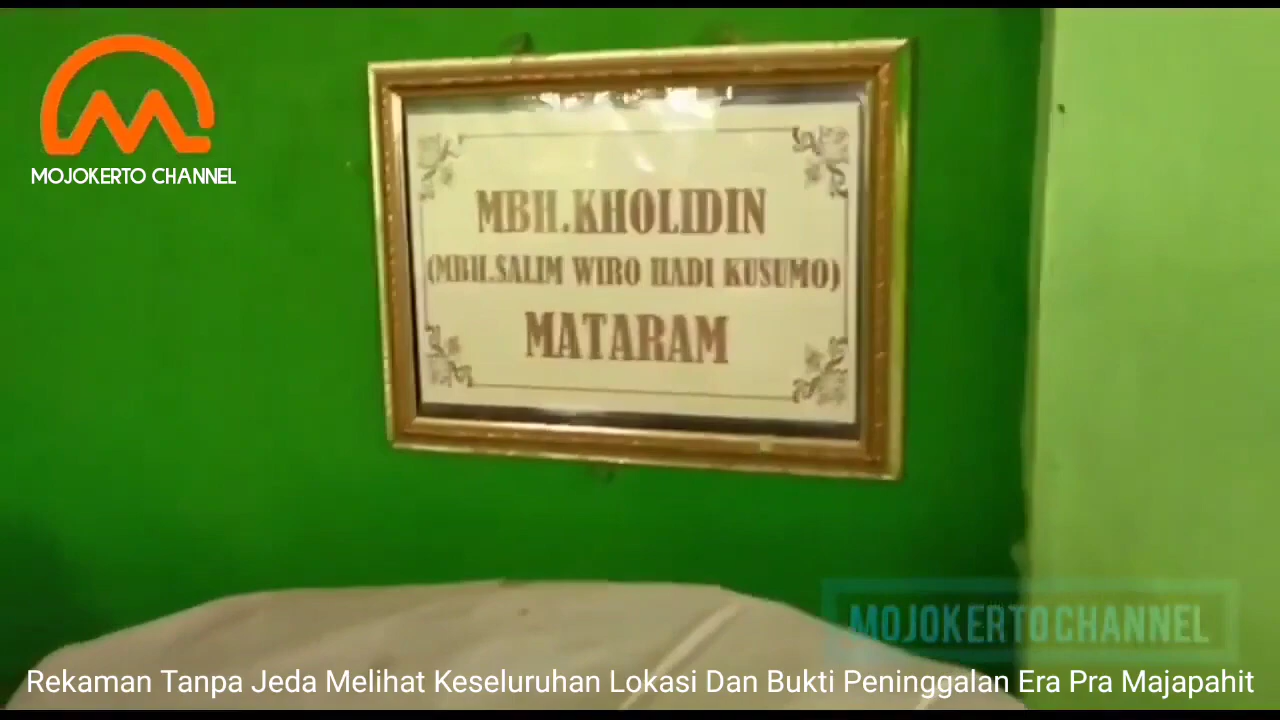 MOJOKERTO CHANNEL
MBH.KHOLIDIN
(MBH.SALIM WIRO HADI KUSUMO)
MATARAM
MOJOKERTO CHANNEL
Rekaman Tanpa Jeda Melihat Keseluruhan Lokasi Dan Bukti Peninggalan Era Pra Majapahit